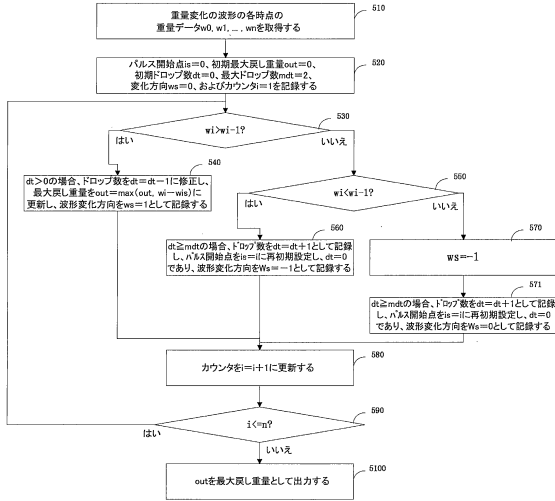 重量変化の波形の各時点の
重量データw0, w1, …, wnを取得する
510
パルス開始点is=0、初期最大戻し重量out=0、
初期ドロップ数dt=0、最大ドロップ数mdt=2、
変化方向ws=0、およびカウンタi=1を記録する
520
wi>wi-1?
530
はい
いいえ
540
dt>0の場合、ドロップ数をdt=dt-1に修正し、
最大戻し重量をout=max(out, wi-wis)に
更新し、波形変化方向をws=1として記録する
wi<wi-1?
550
はい
いいえ
560
dt≧mdtの場合、ドロップ数をdt=dt+1として記録
し、パルス開始点をis=iに再初期設定し、dt=0
であり、波形変化方向をWs=-1として記録する
570
ws=-1
571
dt≧mdtの場合、ドロップ数をdt=dt+1として記録
し、パルス開始点をis=iに再初期設定し、dt=0
であり、波形変化方向をWs=0として記録する
580
カウンタをi=i+1に更新する
590
i<=n?
はい
いいえ
5100
outを最大戻し重量として出力する